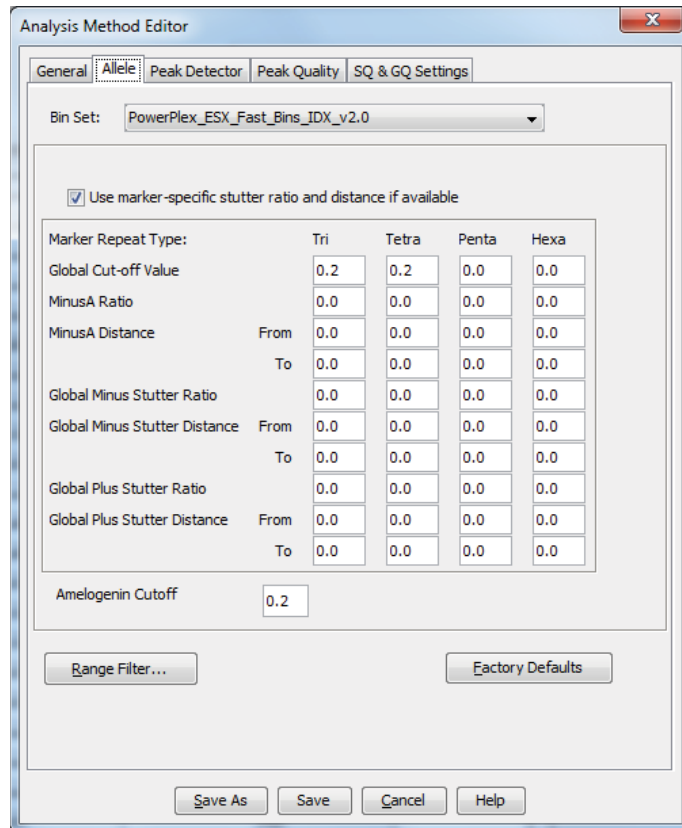 Analysis Method Editor
General Allele Peak Detector Peak Quality SQ & GQ Settings
Bin Set: PowerPlex_ESX_Fast_Bins_IDX_v2.0
Use marker-specific stutter ratio and distance if available
Marker Repeat Type: Tri Tetra Penta Hexa
Global Cut-off Value 0.2 0.2 0.0 0.0
MinusA Ratio 0.0 0.0 0.0 0.0
MinusA Distance From 0.0 0.0 0.0 0.0
To 0.0 0.0 0.0 0.0
Global Minus Stutter Ratio 0.0 0.0 0.0 0.0
Global Minus Stutter Distance From 0.0 0.0 0.0 0.0
To 0.0 0.0 0.0 0.0
Global Plus Stutter Ratio 0.0 0.0 0.0 0.0
Global Plus Stutter Distance From 0.0 0.0 0.0 0.0
To 0.0 0.0 0.0 0.0
Amelogenin Cutoff 0.2
Range Filter... Factory Defaults
Save As Save Cancel Help